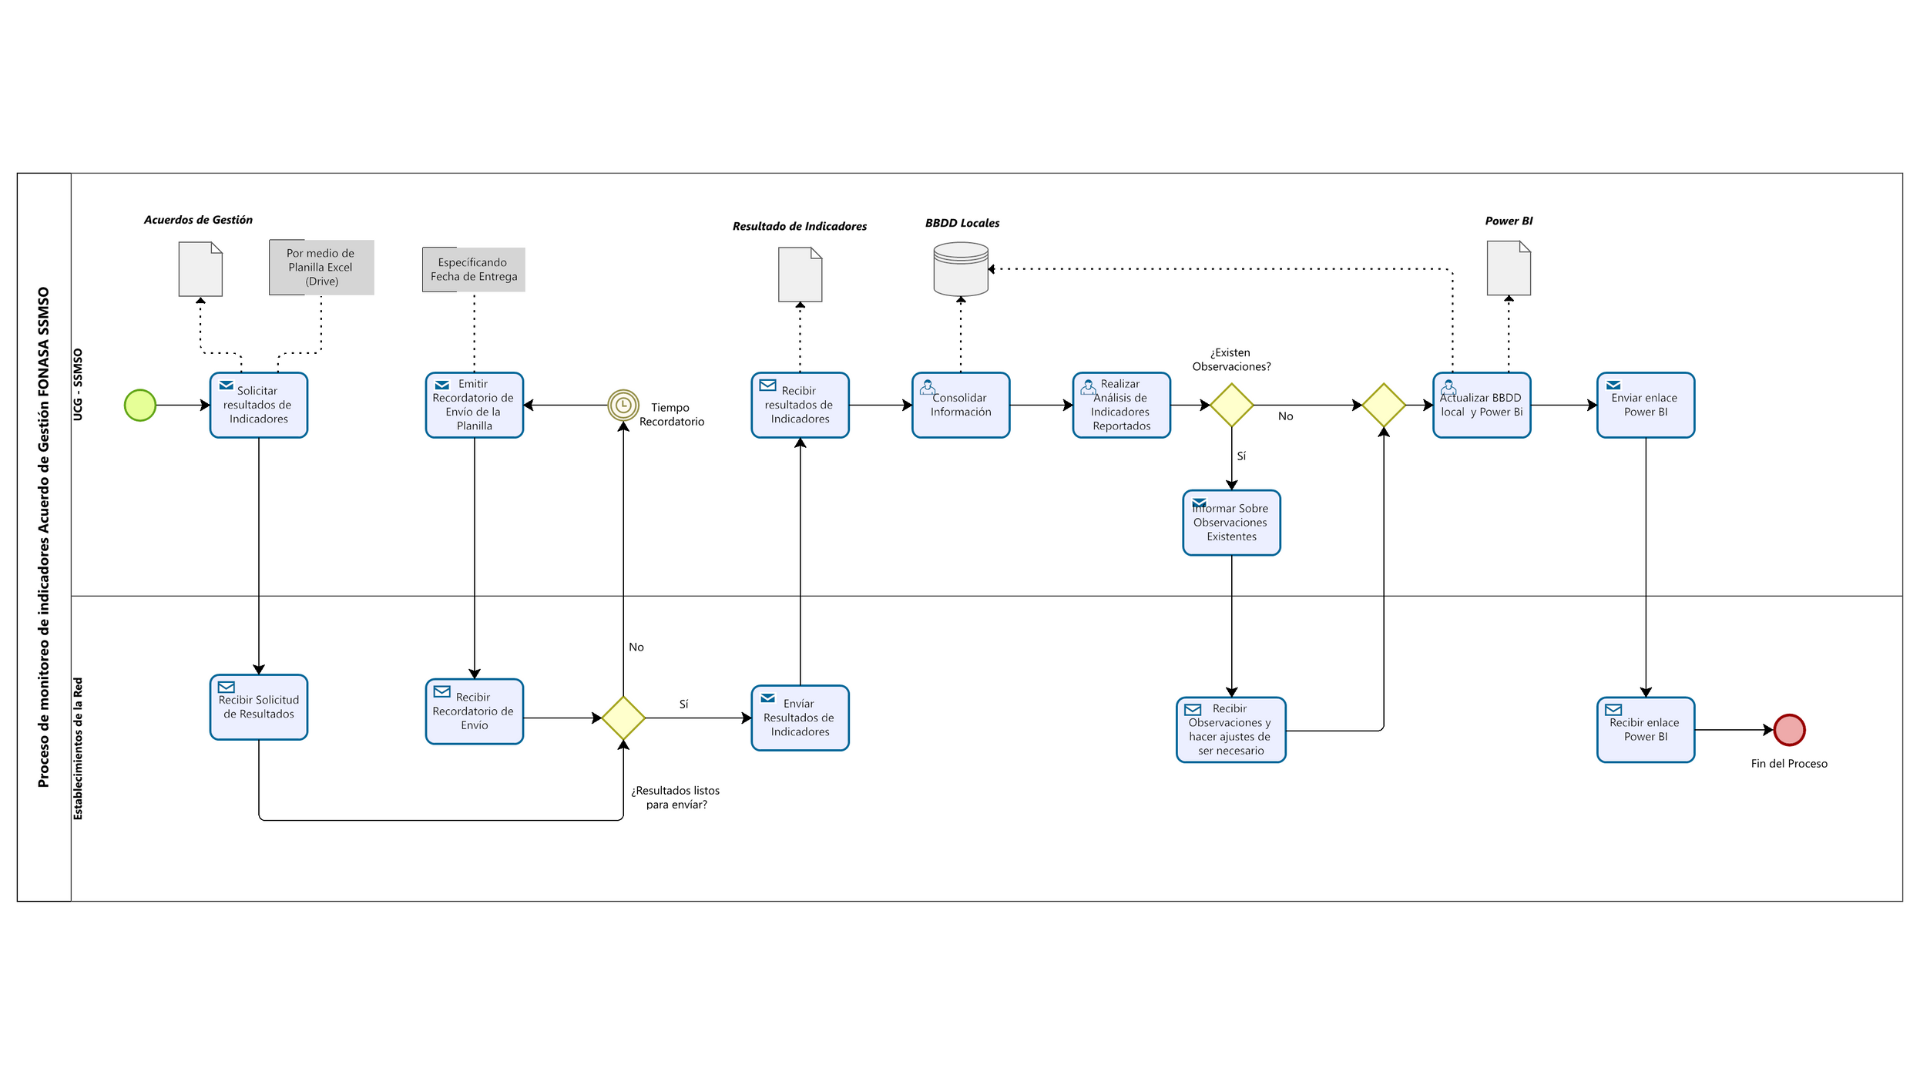 Proceso de monitoreo de indicadores Acuerdo de Gestión FONASA SSMSO
UCG - SSMSO
Acuerdos de Gestión
Por medio de
Planilla Excel
(Drive)
Especificando
Fecha de Entrega
Resultado de Indicadores
BBDD Locales
Power BI
Solicitar
resultados de
Indicadores
Emitir
Recordatorio de
Envío de la
Planilla
Tiempo
Recordatorio
Recibir
resultados de
Indicadores
Consolidar
Información
Realizar
Análisis de
Indicadores
Reportados
¿Existen
Observaciones?
No
Sí
Actualizar BBDD
local y Power Bi
Enviar enlace
Power BI
Informar Sobre
Observaciones
Existentes
Establecimientos de la Red
Recibir Solicitud
de Resultados
Recibir
Recordatorio de
Envío
No
Sí
¿Resultados listos
para envíar?
Envíar
Resultados de
Indicadores
Recibir
Observaciones y
hacer ajustes de
ser necesario
Recibir enlace
Power BI
Fin del Proceso